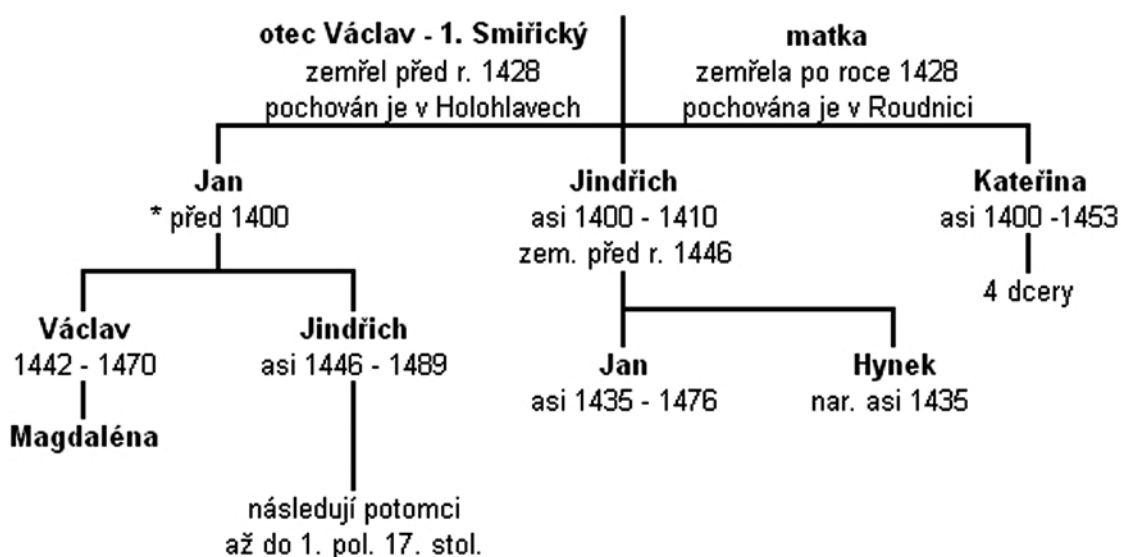 otec Václav - 1. Smiřický
zemřel před r. 1428
pochován je v Holohlavech
matka
zemřela po roce 1428
pochována je v Roudnici
Jan
* před 1400
Jindřich
asi 1400 - 1410
zem. před r. 1446
Kateřina
asi 1400 -1453
4 dcery
Václav
1442 - 1470
Magdaléna
Jindřich
asi 1446 - 1489
následují potomci
až do 1. pol. 17. stol.
Jan
asi 1435 - 1476
Hynek
nar. asi 1435